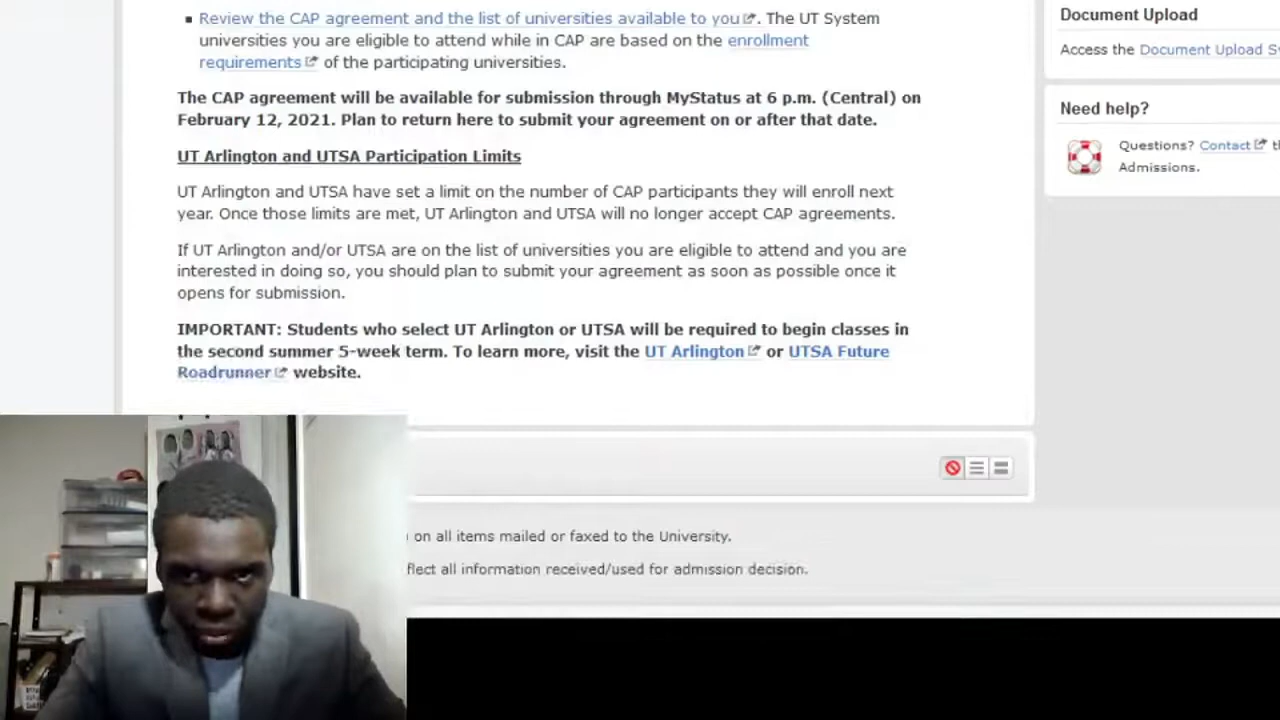 Review the CAP agreement and the list of universities available to you. The UT System
universities you are eligible to attend while in CAP are based on the enrollment
requirements of the participating universities.
The CAP agreement will be available for submission through MyStatus at 6 p.m. (Central) on
February 12, 2021. Plan to return here to submit your agreement on or after that date.
UT Arlington and UTSA Participation Limits
UT Arlington and UTSA have set a limit on the number of CAP participants they will enroll next
year. Once those limits are met, UT Arlington and UTSA will no longer accept CAP agreements.
If UT Arlington and/or UTSA are on the list of universities you are eligible to attend and you are
interested in doing so, you should plan to submit your agreement as soon as possible once it
opens for submission.
IMPORTANT: Students who select UT Arlington or UTSA will be required to begin classes in
the second summer 5-week term. To learn more, visit the UT Arlington or UTSA Future
Roadrunner website.
on all items mailed or faxed to the University.
flect all information received/used for admission decision.
Document Upload
Access the Document Upload S
Need help?
Questions? Contact th
Admissions.